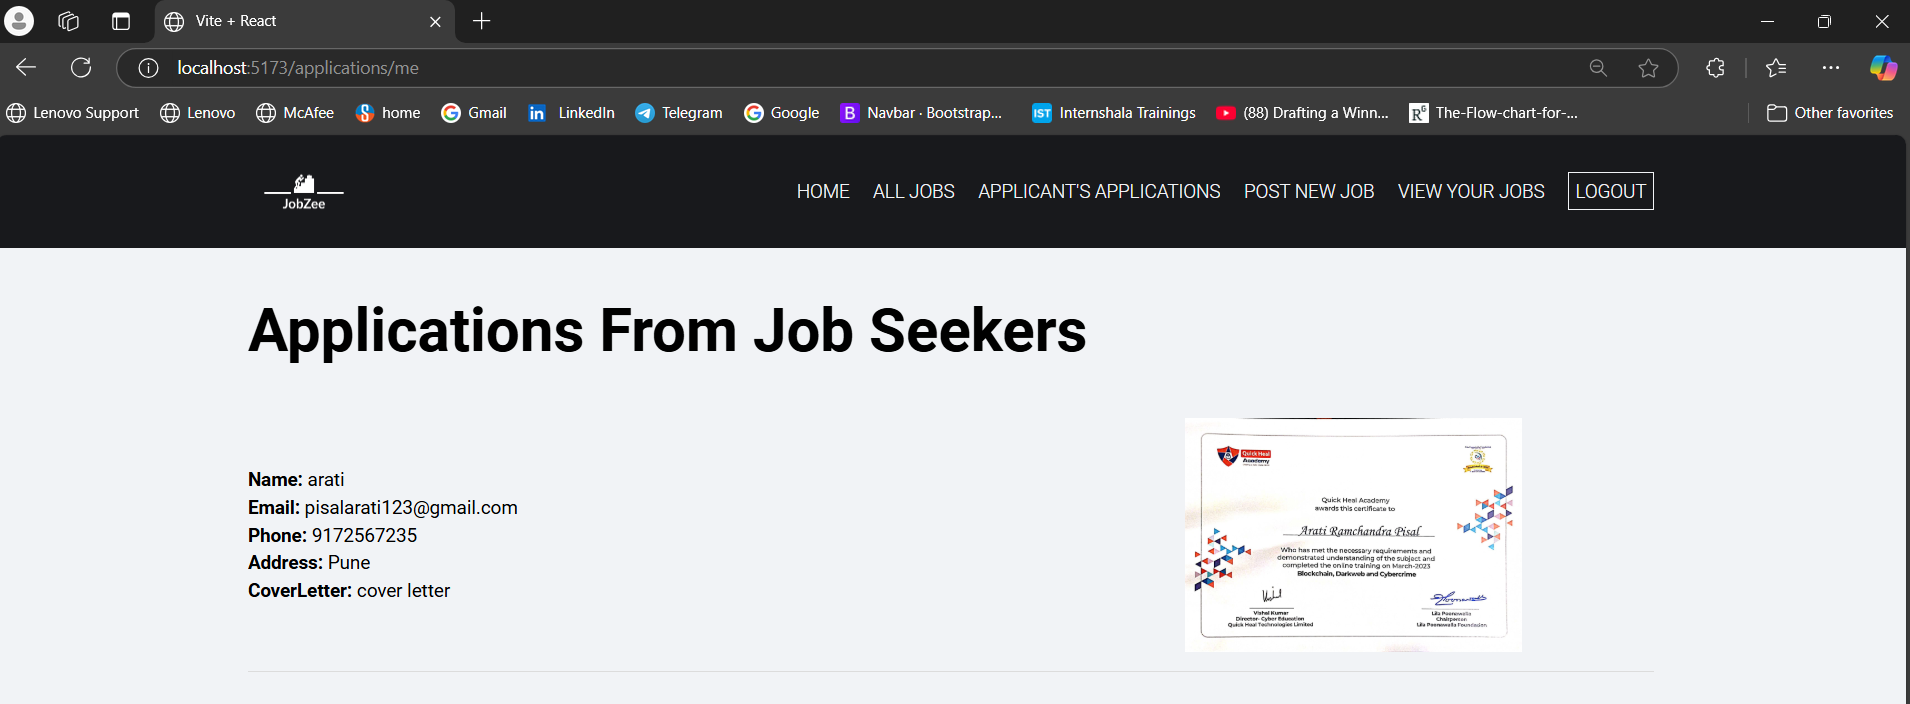 Vite + React
localhost:5173/applications/me
Lenovo Support Lenovo McAfee home Gmail LinkedIn Telegram Google Navbar · Bootstrap... Internshala Trainings (88) Drafting a Winn... The-Flow-chart-for-... Other favorites
JobZee
HOME ALL JOBS APPLICANT'S APPLICATIONS POST NEW JOB VIEW YOUR JOBS LOGOUT
Applications From Job Seekers
Name: arati
Email: pisalarati123@gmail.com
Phone: 9172567235
Address: Pune
CoverLetter: cover letter
Quick Heal
Academy
Quick Heal Academy
awards this certificate to
Arati Ramchandra Pisal
Who has met the necessary requirements and
demonstrated understanding of the subject and
completed the online training on March-2023
Blockchain, Darkweb and Cybercrime
Vishal Kumar
Director- Cyber Education
Quick Heal Technologies Limited
Lila Poonawalla
Chairperson
Lila Poonawalla Foundation